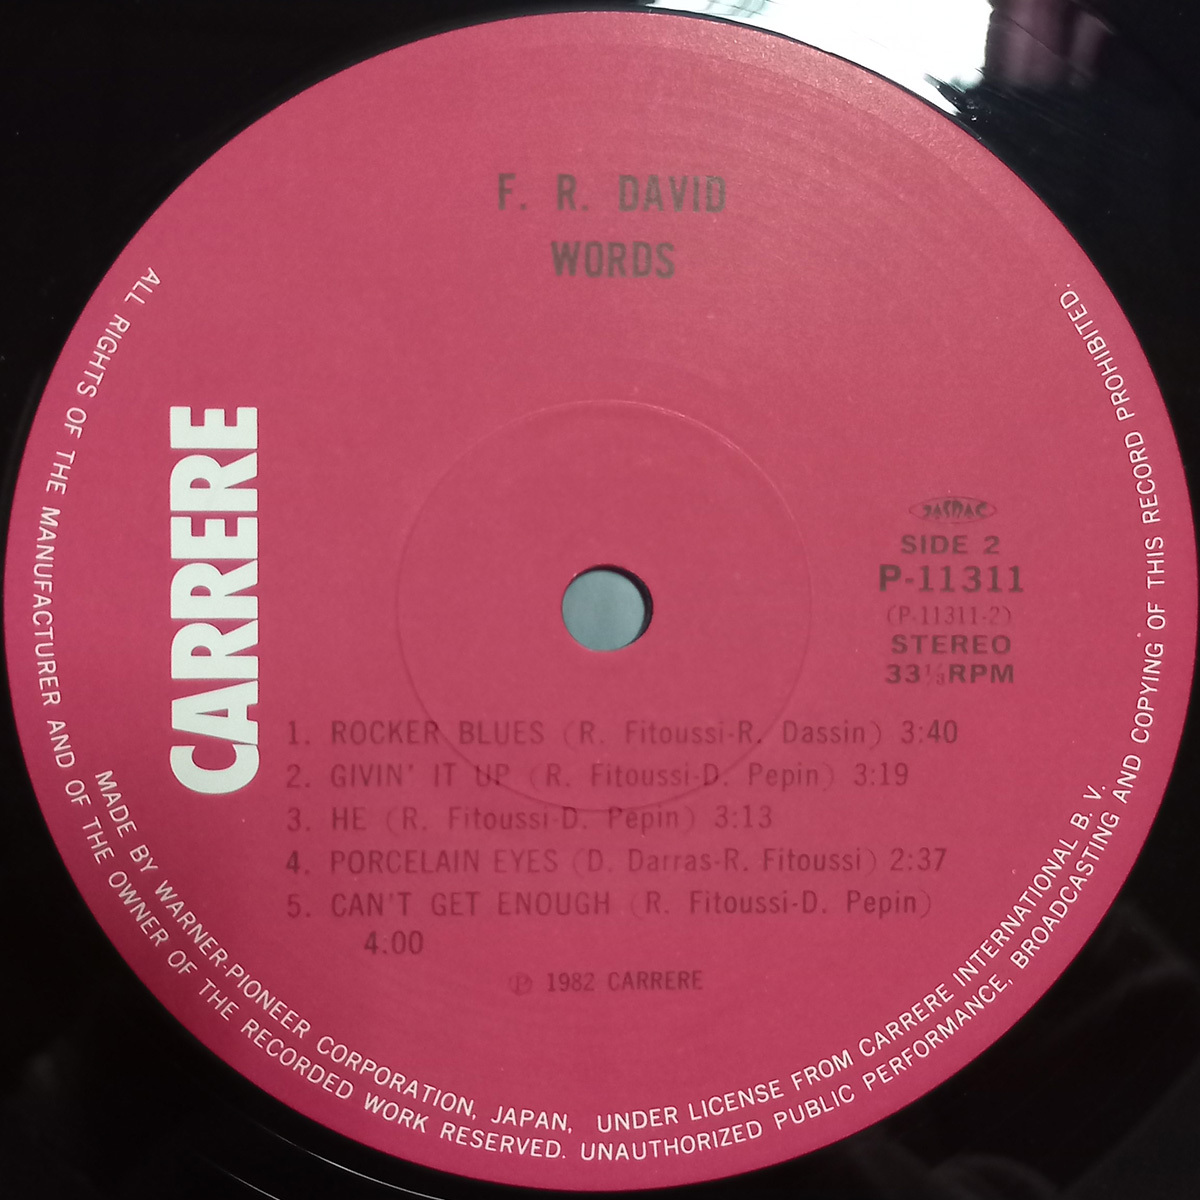 F. R. DAVID
WORDS
CARRERE
JASRAC
SIDE 2
P-11311
(P-11311-2)
STEREO
33⅓RPM
1. ROCKER BLUES (R. Fitoussi-R. Dassin) 3:40
2. GIVIN' IT UP (R. Fitoussi-D. Pepin) 3:19
3. HE (R. Fitoussi-D. Pepin) 3:13
4. PORCELAIN EYES (D. Darras-R. Fitoussi) 2:37
5. CAN'T GET ENOUGH (R. Fitoussi-D. Pepin)
4:00
Ⓟ 1982 CARRERE
MADE BY WARNER-PIONEER CORPORATION, JAPAN, UNDER LICENSE FROM CARRERE INTERNATIONAL B. V.
ALL RIGHTS OF THE MANUFACTURER AND OF THE OWNER OF THE RECORDED WORK RESERVED. UNAUTHORIZED PUBLIC PERFORMANCE, BROADCASTING AND COPYING OF THIS RECORD PROHIBITED.